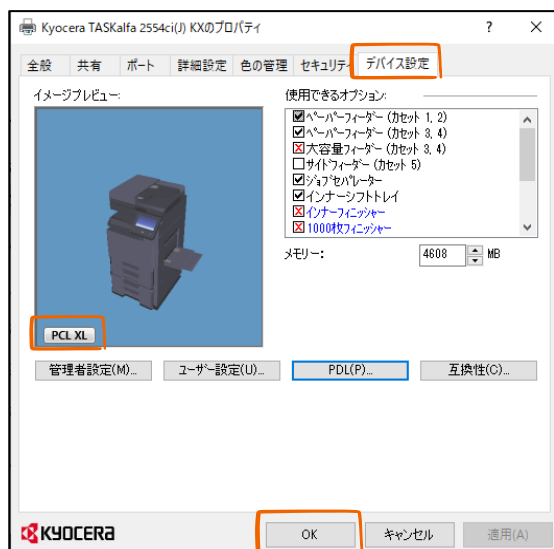 Kyocera TASKalfa 2554ci(J) KXのプロパティ ? ×
全般 共有 ポート 詳細設定 色の管理 セキュリティ デバイス設定
イメージプレビュー:
使用できるオプション:
ペーパーフィーダー (カセット 1, 2)
ペーパーフィーダー (カセット 3, 4)
大容量フィーダー (カセット 3, 4)
サイドフィーダー (カセット 5)
ジョブセパレーター
インナーシフトトレイ
インナーフィニッシャー
1000枚フィニッシャー
メモリー: 4608 MB
PCL XL
管理者設定(M)... ユーザー設定(U)... PDL(P)... 互換性(C)...
KYOCERA
OK キャンセル 適用(A)